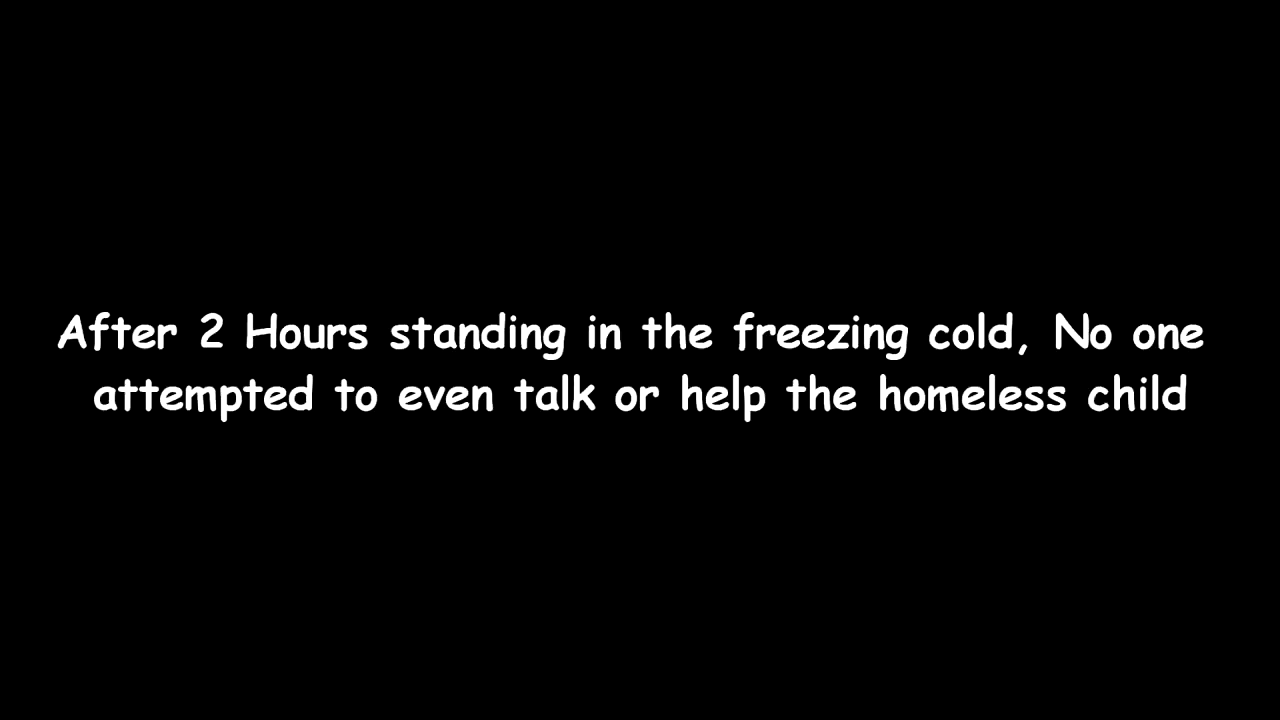 After 2 Hours standing in the freezing cold, No one
attempted to even talk or help the homeless child